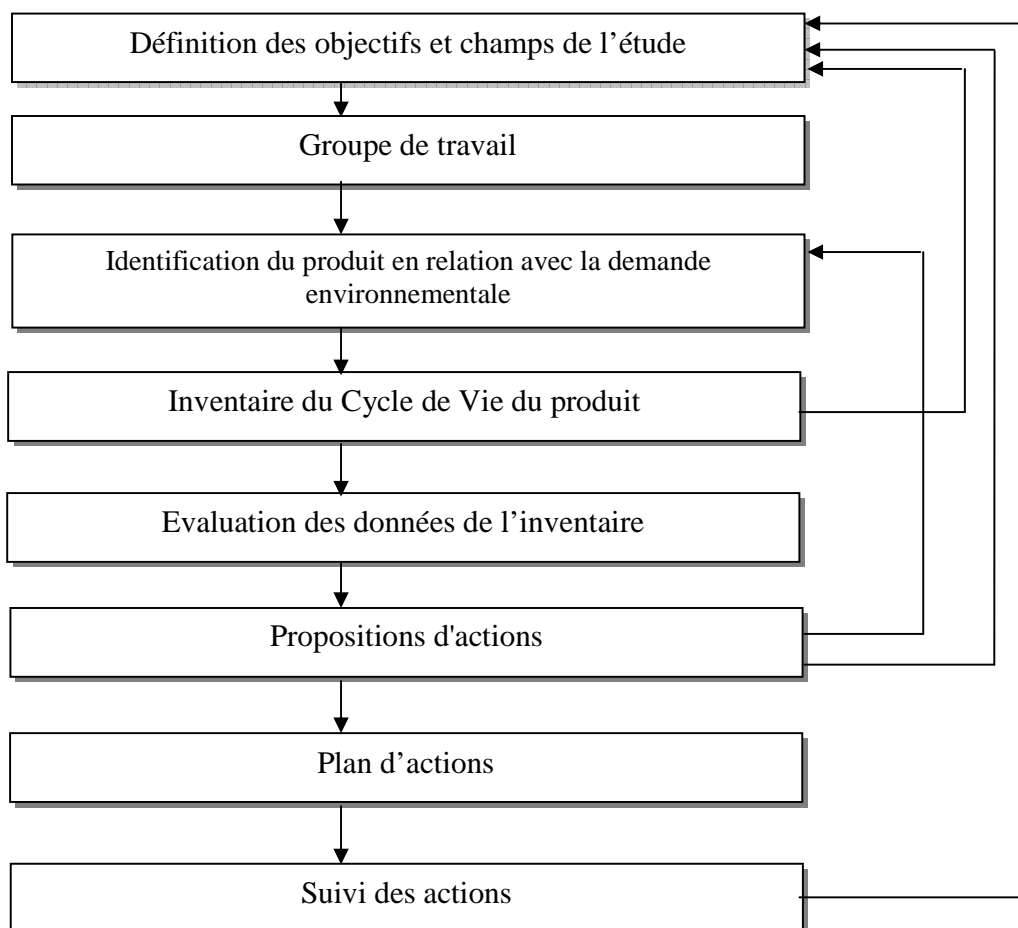 Définition des objectifs et champs de l’étude
Groupe de travail
Identification du produit en relation avec la demande
environnementale
Inventaire du Cycle de Vie du produit
Evaluation des données de l’inventaire
Propositions d'actions
Plan d’actions
Suivi des actions